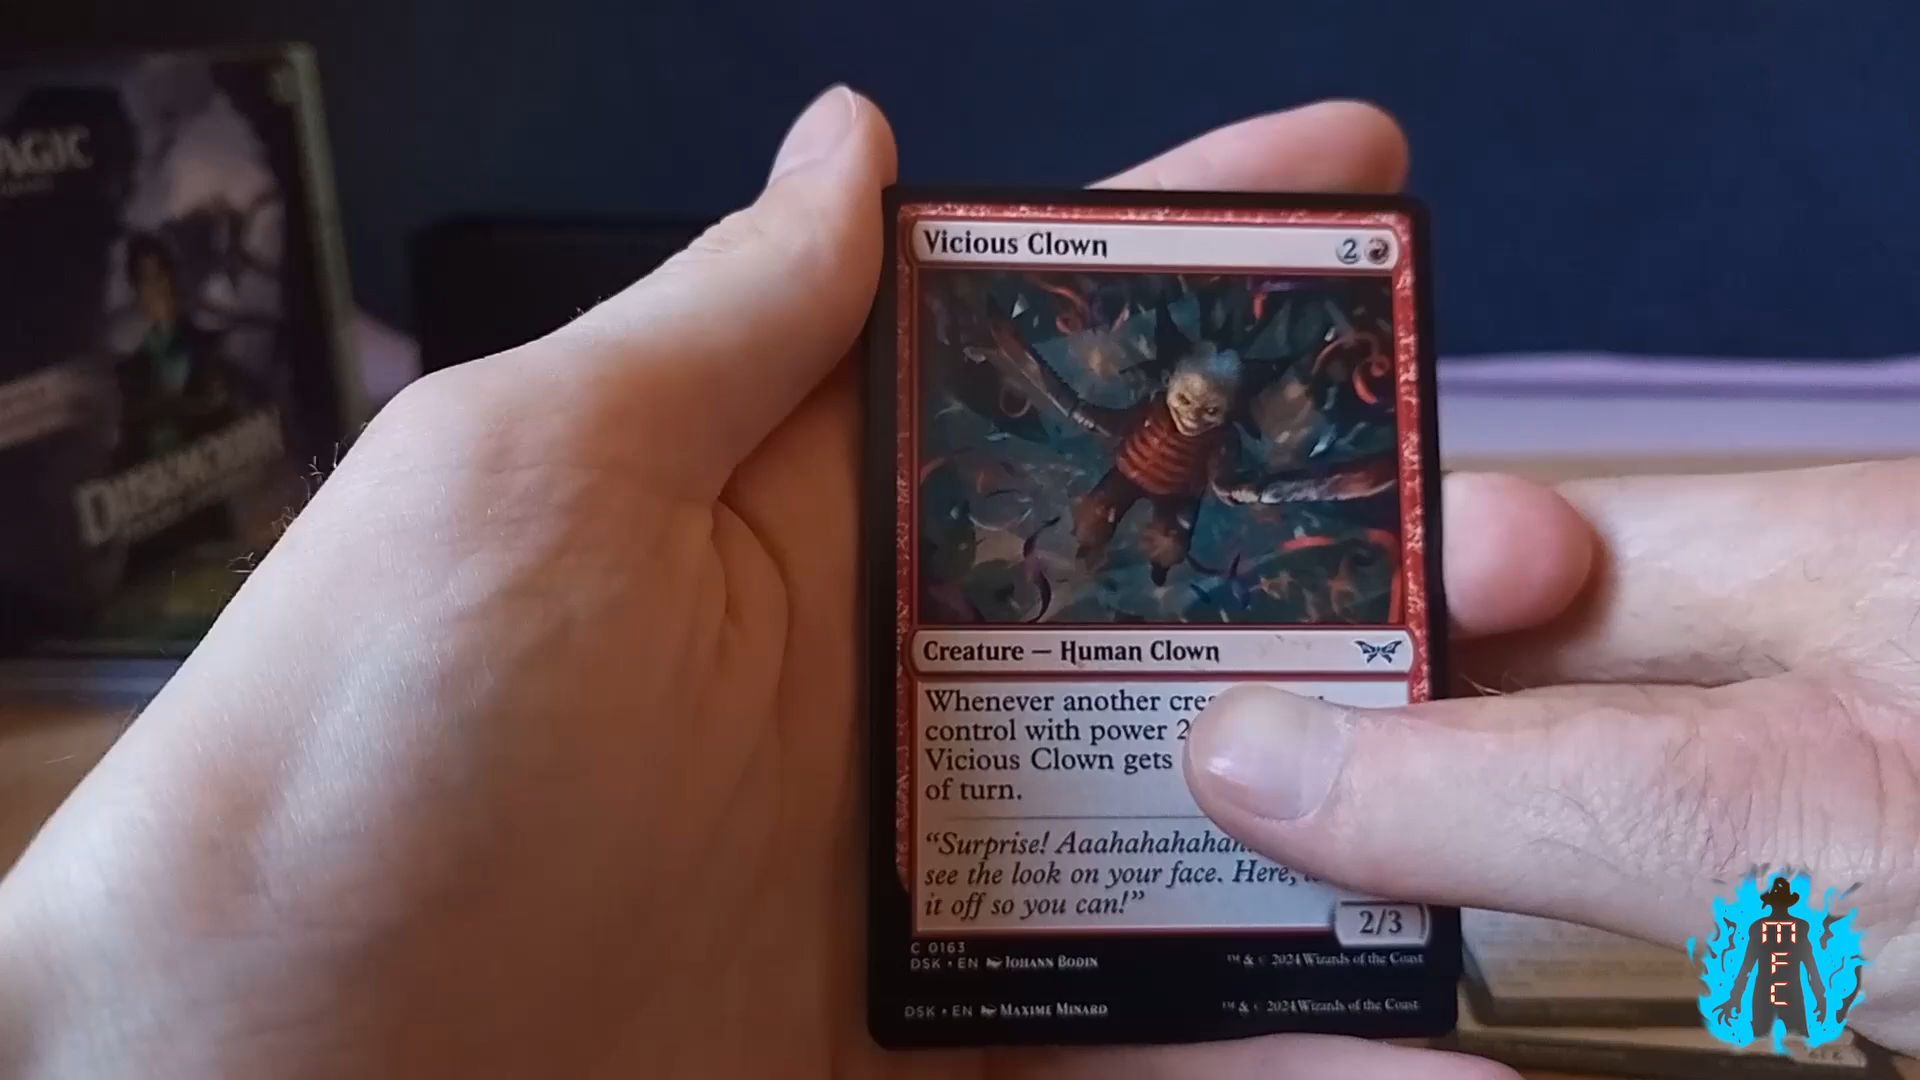 AGIC
DUSKMOURN
Vicious Clown
2
Creature — Human Clown
Whenever another
control with power 2
Vicious Clown gets
of turn.
“Surprise! Aaahahahaha
see the look on your face. Here,
it off so you can!”
2/3
C 0163
DSK • EN Johann Bodin
™ & © 2024 Wizards of the Coast
DSK • EN Maxime Minard
™ & © 2024 Wizards of the Coast
MFC